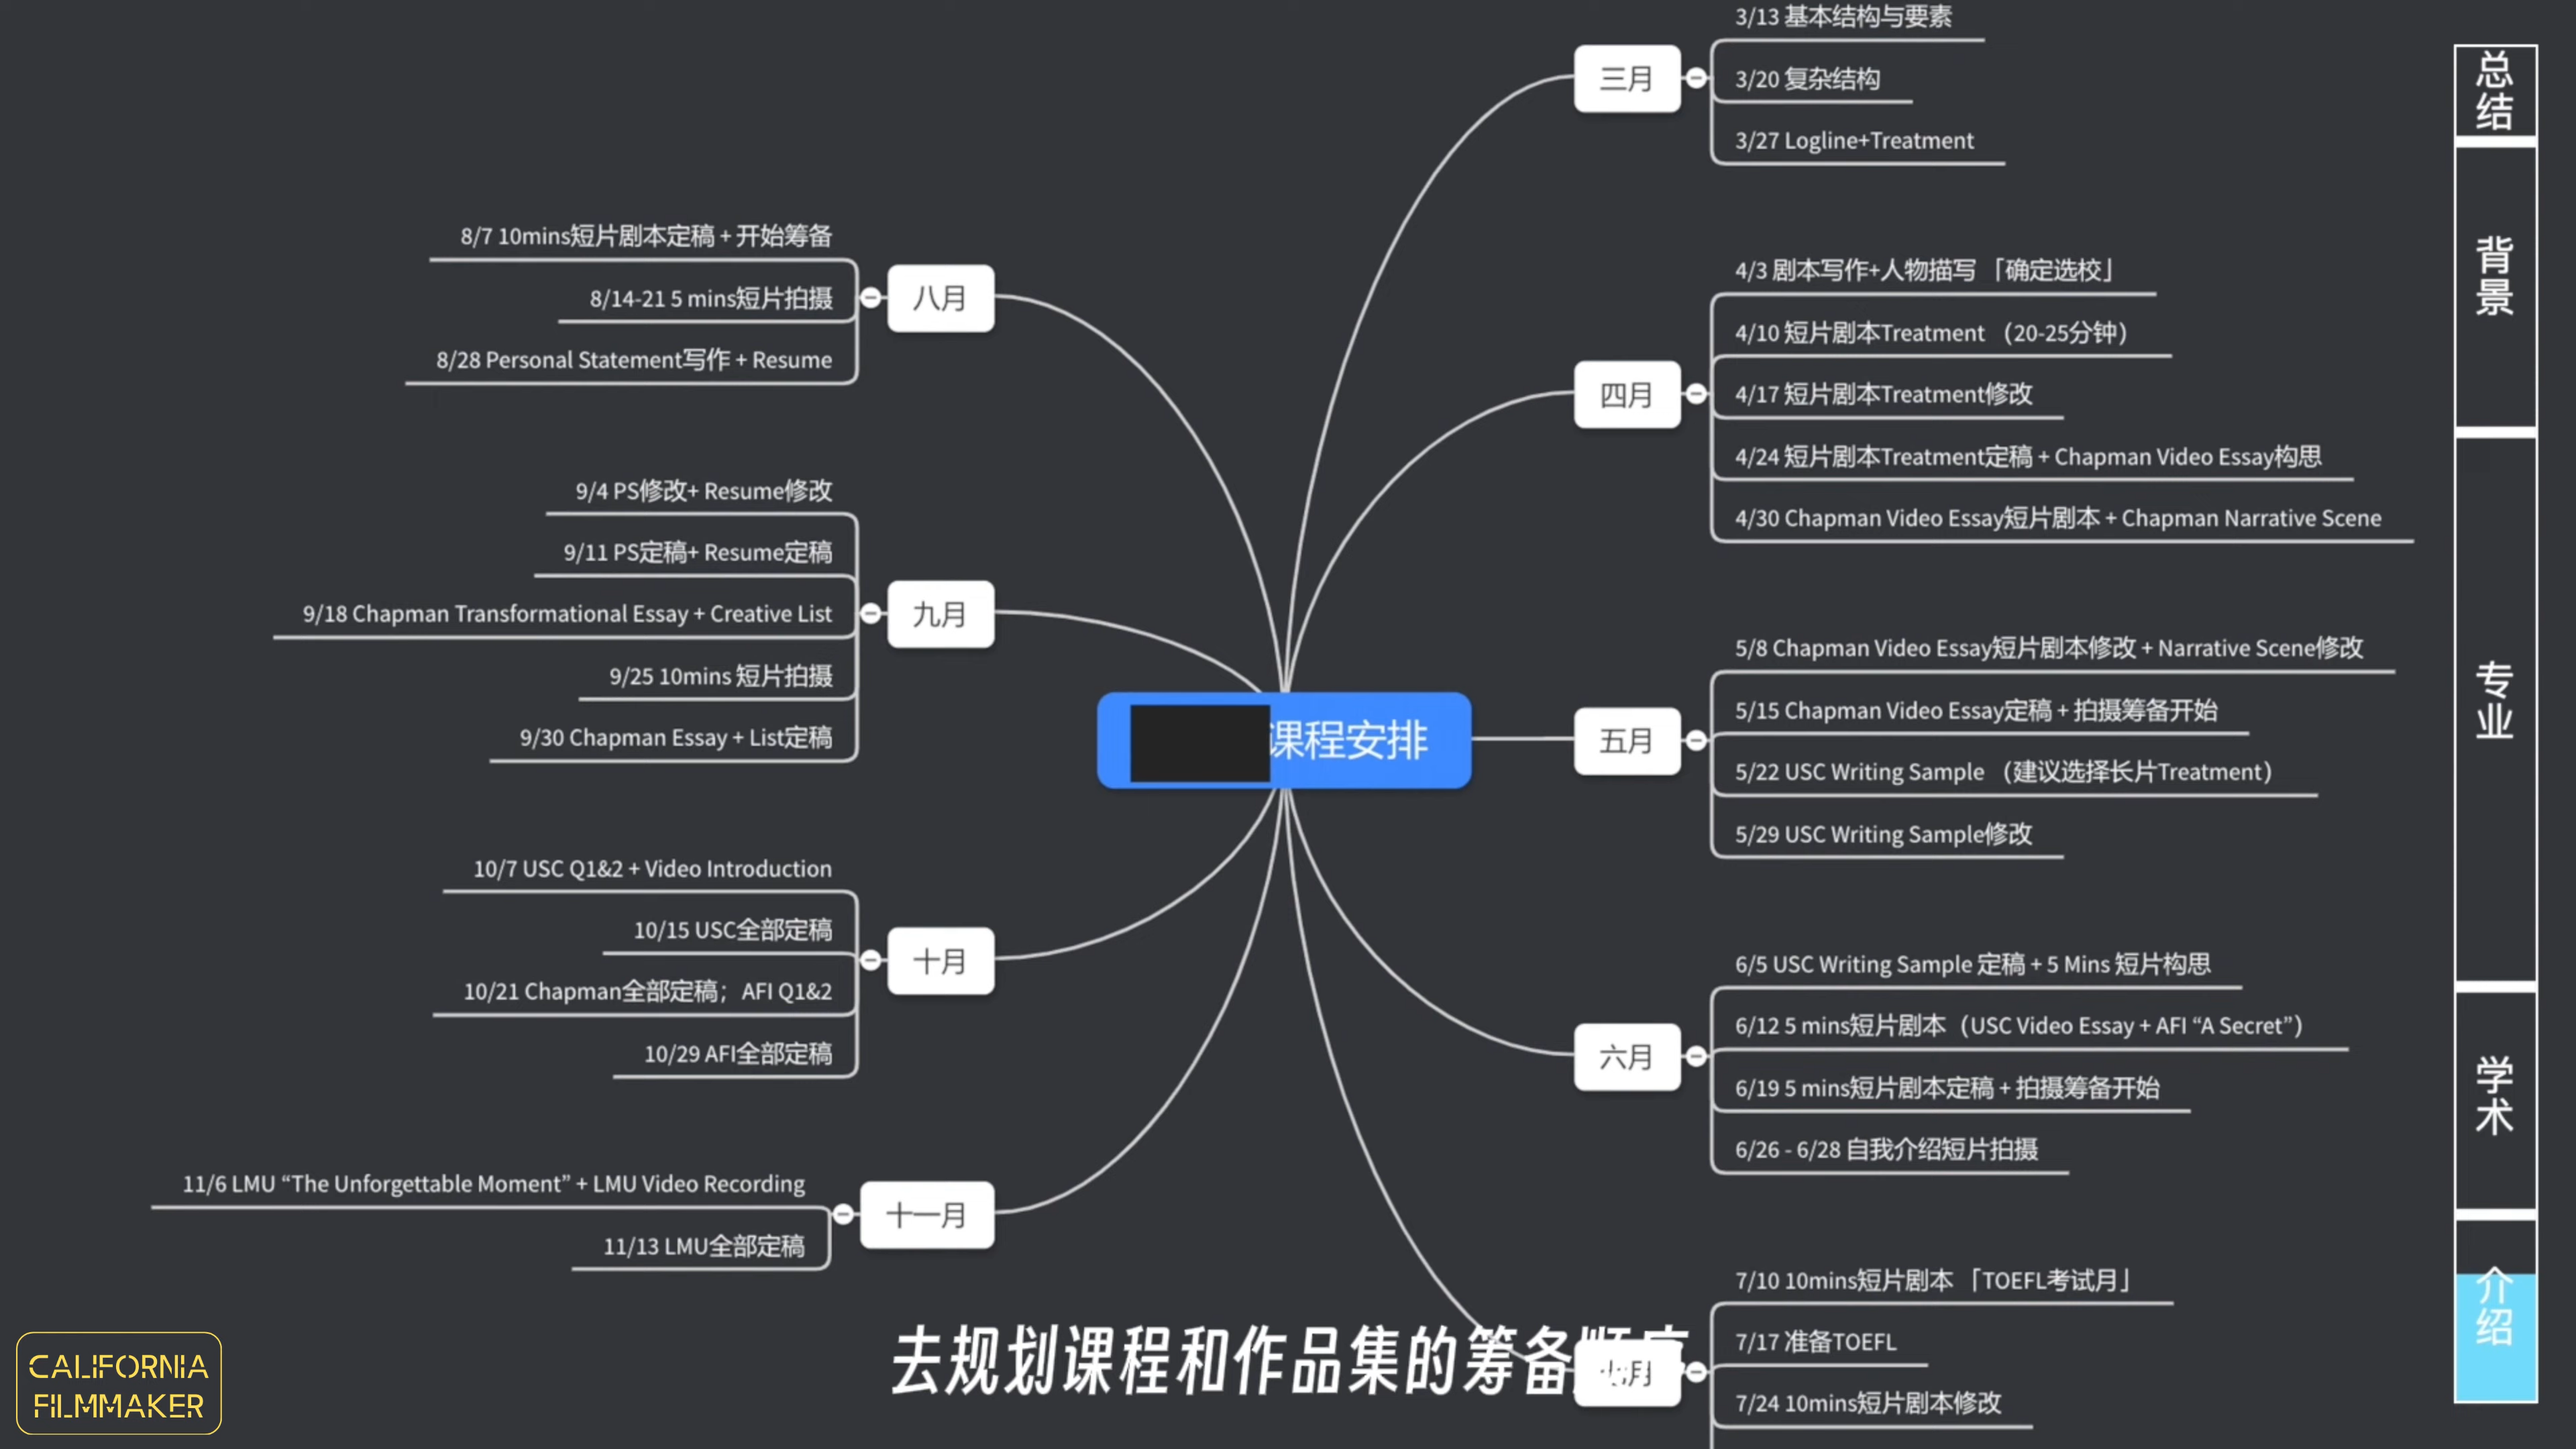 3/13 基本结构与要素
三月
3/20 复杂结构
3/27 Logline+Treatment
4/3 剧本写作+人物描写 「确定选校」
4/10 短片剧本Treatment （20-25分钟）
四月
4/17 短片剧本Treatment修改
4/24 短片剧本Treatment定稿 + Chapman Video Essay构思
4/30 Chapman Video Essay短片剧本 + Chapman Narrative Scene
5/8 Chapman Video Essay短片剧本修改 + Narrative Scene修改
5/15 Chapman Video Essay定稿 + 拍摄筹备开始
五月
5/22 USC Writing Sample （建议选择长片Treatment）
5/29 USC Writing Sample修改
6/5 USC Writing Sample 定稿 + 5 Mins 短片构思
6/12 5 mins短片剧本（USC Video Essay + AFI “A Secret”）
六月
6/19 5 mins短片剧本定稿 + 拍摄筹备开始
6/26 - 6/28 自我介绍短片拍摄
7/10 10mins短片剧本 「TOEFL考试月」
7/17 准备TOEFL
7/24 10mins短片剧本修改
8/7 10mins短片剧本定稿 + 开始筹备
八月
8/14-21 5 mins短片拍摄
8/28 Personal Statement写作 + Resume
9/4 PS修改+ Resume修改
9/11 PS定稿+ Resume定稿
九月
9/18 Chapman Transformational Essay + Creative List
9/25 10mins 短片拍摄
9/30 Chapman Essay + List定稿
课程安排
10/7 USC Q1&2 + Video Introduction
10/15 USC全部定稿
十月
10/21 Chapman全部定稿；AFI Q1&2
10/29 AFI全部定稿
11/6 LMU “The Unforgettable Moment” + LMU Video Recording
十一月
11/13 LMU全部定稿
去规划课程和作品集的筹备顺序
CALIFORNIA
FILMMAKER
总结
背景
专业
学术
介绍